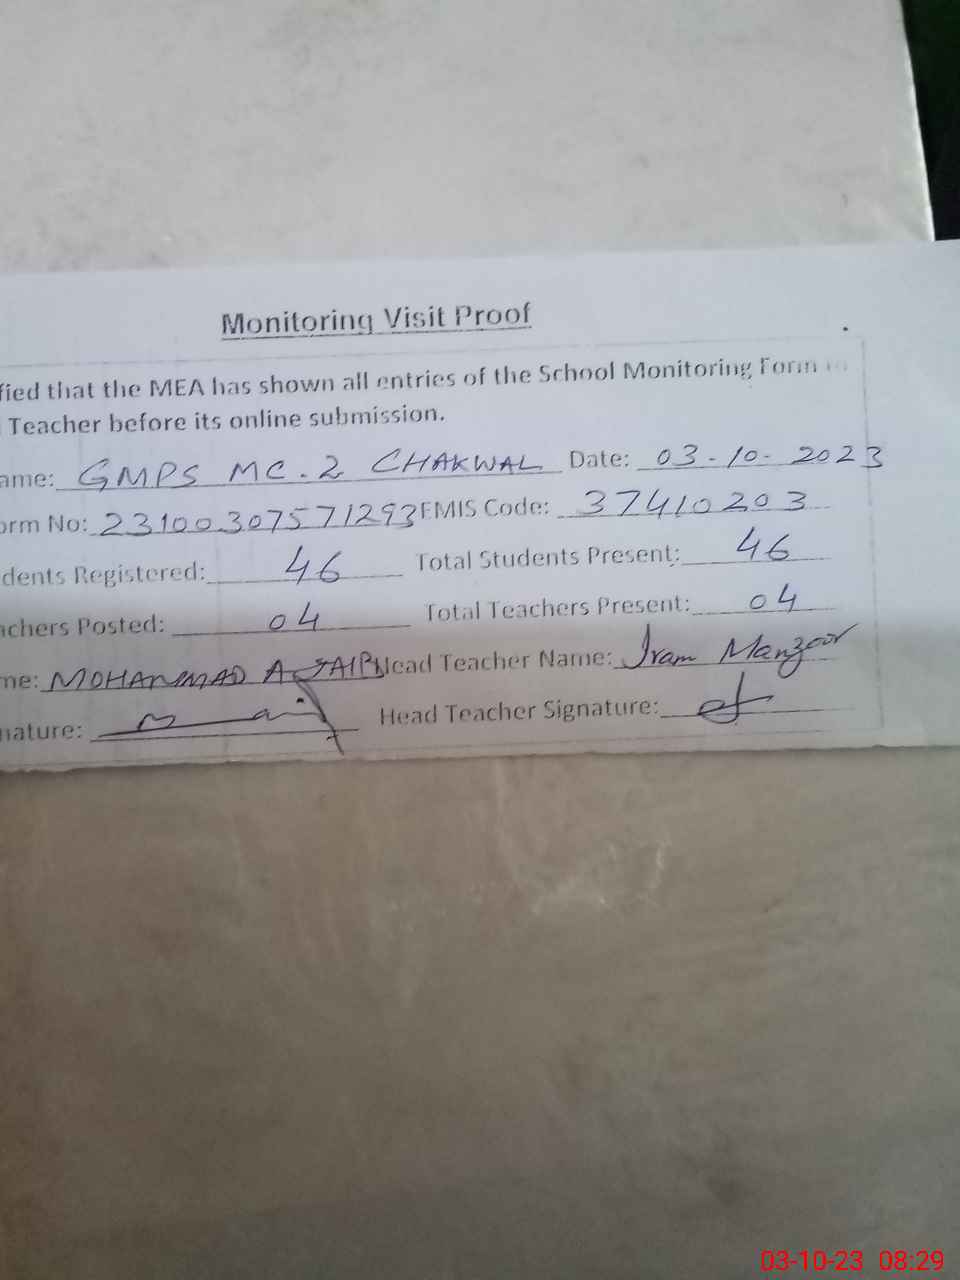 Monitoring Visit Proof
fied that the MEA has shown all entries of the School Monitoring Form
Teacher before its online submission.
ame: GMPS MC.2 CHAKWAL Date: 03-10-2023
orm No: 23100307571293 EMIS Code: 37410203
dents Registered: 46 Total Students Present: 46
achers Posted: 04 Total Teachers Present: 04
me: MOHAMMAD Head Teacher Name: Iram Manzoor
nature: Head Teacher Signature:
03-10-23 08:29